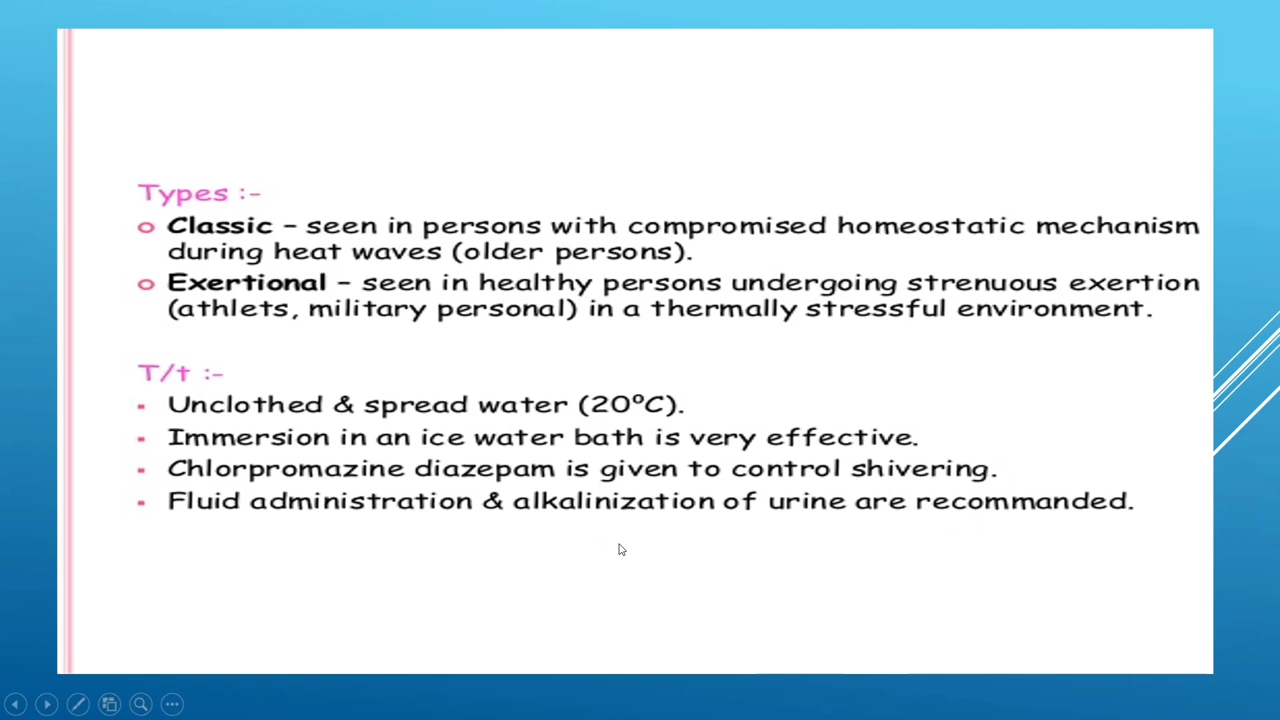 Types :-
Classic – seen in persons with compromised homeostatic mechanism
during heat waves (older persons).
Exertional – seen in healthy persons undergoing strenuous exertion
(athlets, military personal) in a thermally stressful environment.
T/t :-
Unclothed & spread water (20°C).
Immersion in an ice water bath is very effective.
Chlorpromazine diazepam is given to control shivering.
Fluid administration & alkalinization of urine are recommanded.